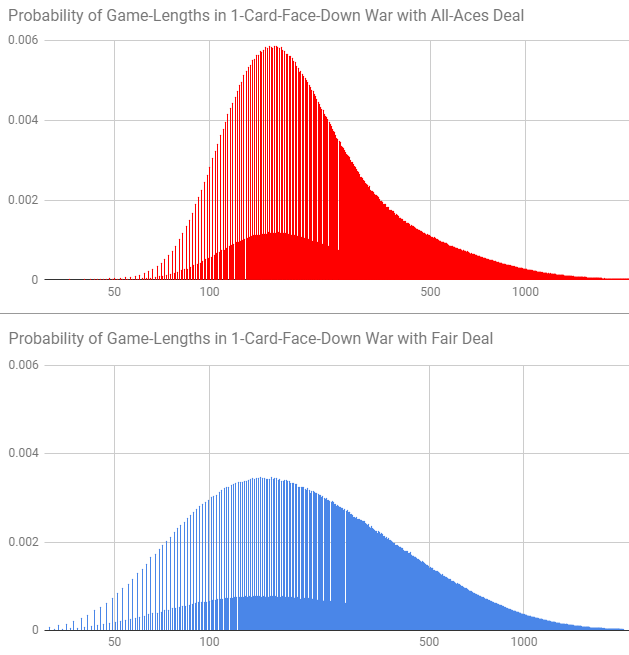 Probability of Game-Lengths in 1-Card-Face-Down War with All-Aces Deal
0.006
0.004
0.002
0
50 100 500 1000
Probability of Game-Lengths in 1-Card-Face-Down War with Fair Deal
0.006
0.004
0.002
0
50 100 500 1000